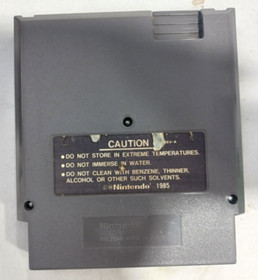 CAUTION REV-A
•DO NOT STORE IN EXTREME TEMPERATURES.
•DO NOT IMMERSE IN WATER.
•DO NOT CLEAN WITH BENZENE, THINNER,
ALCOHOL OR OTHER SUCH SOLVENTS.
©Nintendo® 1985